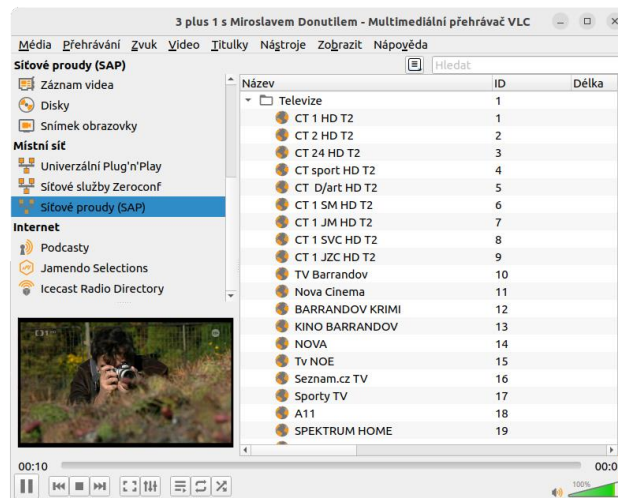 3 plus 1 s Miroslavem Donutilem - Multimediální přehrávač VLC
Média Přehrávání Zvuk Video Titulky Nástroje Zobrazit Nápověda
Síťové proudy (SAP)
Hledat
Záznam videa
Disky
Snímek obrazovky
Místní síť
Univerzální Plug'n'Play
Síťové služby Zeroconf
Síťové proudy (SAP)
Internet
Podcasty
Jamendo Selections
Icecast Radio Directory
Název ID Délka
Televize 1
CT 1 HD T2 1
CT 2 HD T2 2
CT 24 HD T2 3
CT sport HD T2 4
CT D/art HD T2 5
CT 1 SM HD T2 6
CT 1 JM HD T2 7
CT 1 SVC HD T2 8
CT 1 JZC HD T2 9
TV Barrandov 10
Nova Cinema 11
BARRANDOV KRIMI 12
KINO BARRANDOV 13
NOVA 14
Tv NOE 15
Seznam.cz TV 16
Sporty TV 17
A11 18
SPEKTRUM HOME 19
00:10
100%